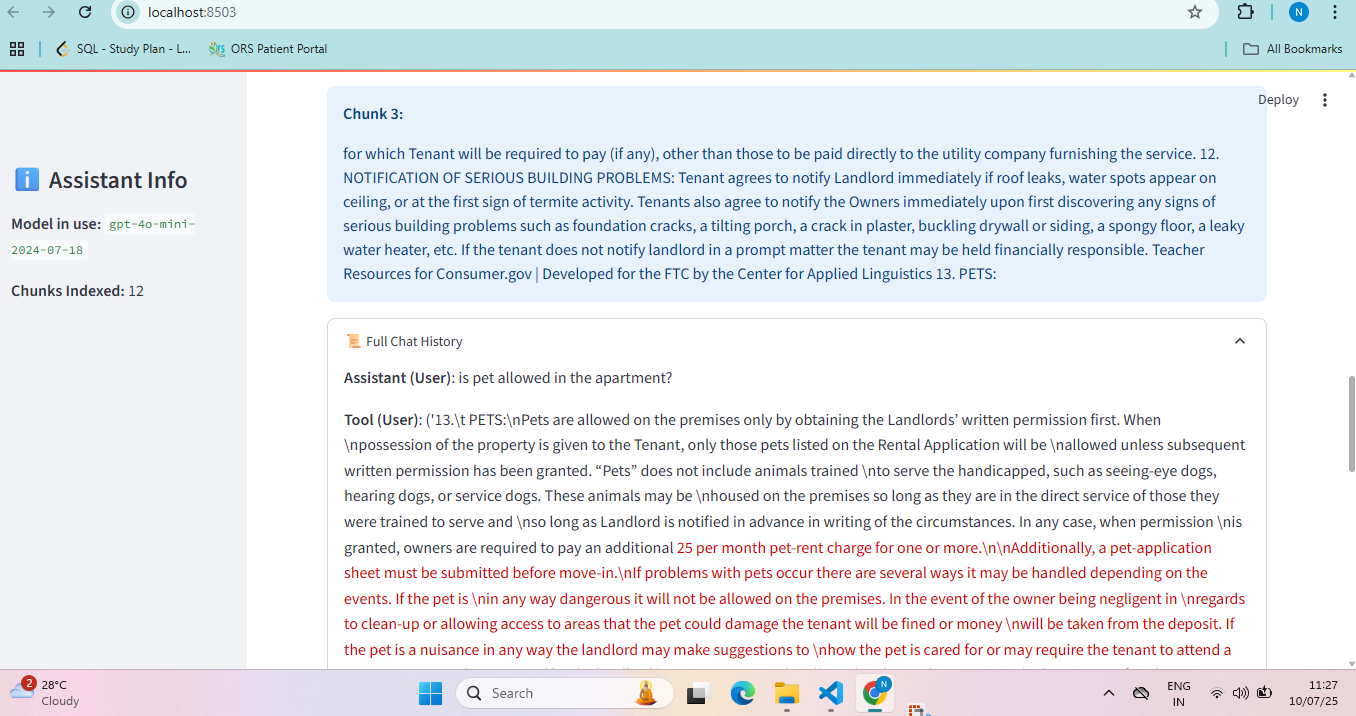 localhost:8503
N
SQL - Study Plan - L...
ORS Patient Portal
All Bookmarks
Deploy
Assistant Info
Model in use: gpt-4o-mini-
2024-07-18
Chunks Indexed: 12
Chunk 3:
for which Tenant will be required to pay (if any), other than those to be paid directly to the utility company furnishing the service. 12.
NOTIFICATION OF SERIOUS BUILDING PROBLEMS: Tenant agrees to notify Landlord immediately if roof leaks, water spots appear on
ceiling, or at the first sign of termite activity. Tenants also agree to notify the Owners immediately upon first discovering any signs of
serious building problems such as foundation cracks, a tilting porch, a crack in plaster, buckling drywall or siding, a spongy floor, a leaky
water heater, etc. If the tenant does not notify landlord in a prompt matter the tenant may be held financially responsible. Teacher
Resources for Consumer.gov | Developed for the FTC by the Center for Applied Linguistics 13. PETS:
Full Chat History
Assistant (User): is pet allowed in the apartment?
Tool (User): ('13.\t PETS:\nPets are allowed on the premises only by obtaining the Landlords’ written permission first. When
\npossession of the property is given to the Tenant, only those pets listed on the Rental Application will be \nallowed unless subsequent
written permission has been granted. “Pets” does not include animals trained \nto serve the handicapped, such as seeing-eye dogs,
hearing dogs, or service dogs. These animals may be \nhoused on the premises so long as they are in the direct service of those they
were trained to serve and \nso long as Landlord is notified in advance in writing of the circumstances. In any case, when permission \nis
granted, owners are required to pay an additional 25 per month pet-rent charge for one or more.\n\nAdditionally, a pet-application
sheet must be submitted before move-in.\nIf problems with pets occur there are several ways it may be handled depending on the
events. If the pet is \nin any way dangerous it will not be allowed on the premises. In the event of the owner being negligent in \nregards
to clean-up or allowing access to areas that the pet could damage the tenant will be fined or money \nwill be taken from the deposit. If
the pet is a nuisance in any way the landlord may make suggestions to \nhow the pet is cared for or may require the tenant to attend a
2
28°C
Cloudy
Search
N
ENG
IN
11:27
10/07/25